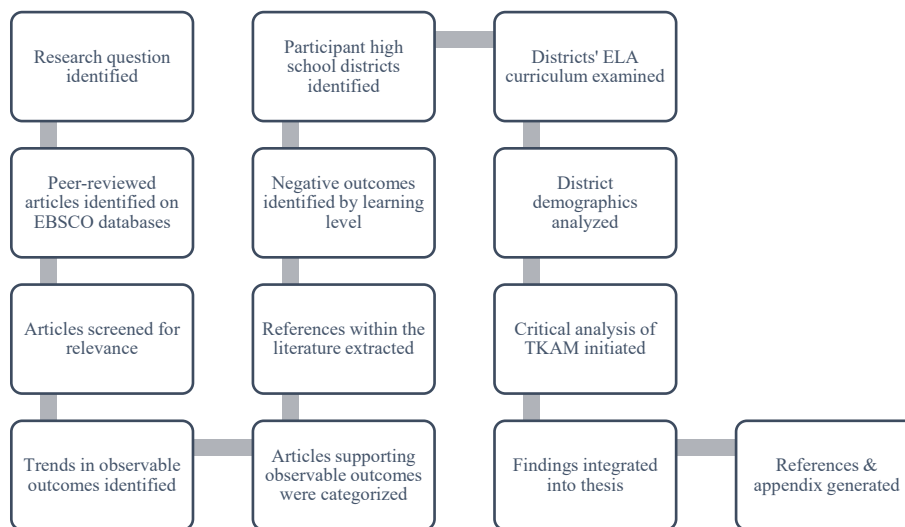 Research question
identified
Peer-reviewed
articles identified on
EBSCO databases
Articles screened for
relevance
Trends in observable
outcomes identified
Articles supporting
observable outcomes
were categorized
References within the
literature extracted
Negative outcomes
identified by learning
level
Participant high
school districts
identified
Districts' ELA
curriculum examined
District
demographics
analyzed
Critical analysis of
TKAM initiated
Findings integrated
into thesis
References &
appendix generated